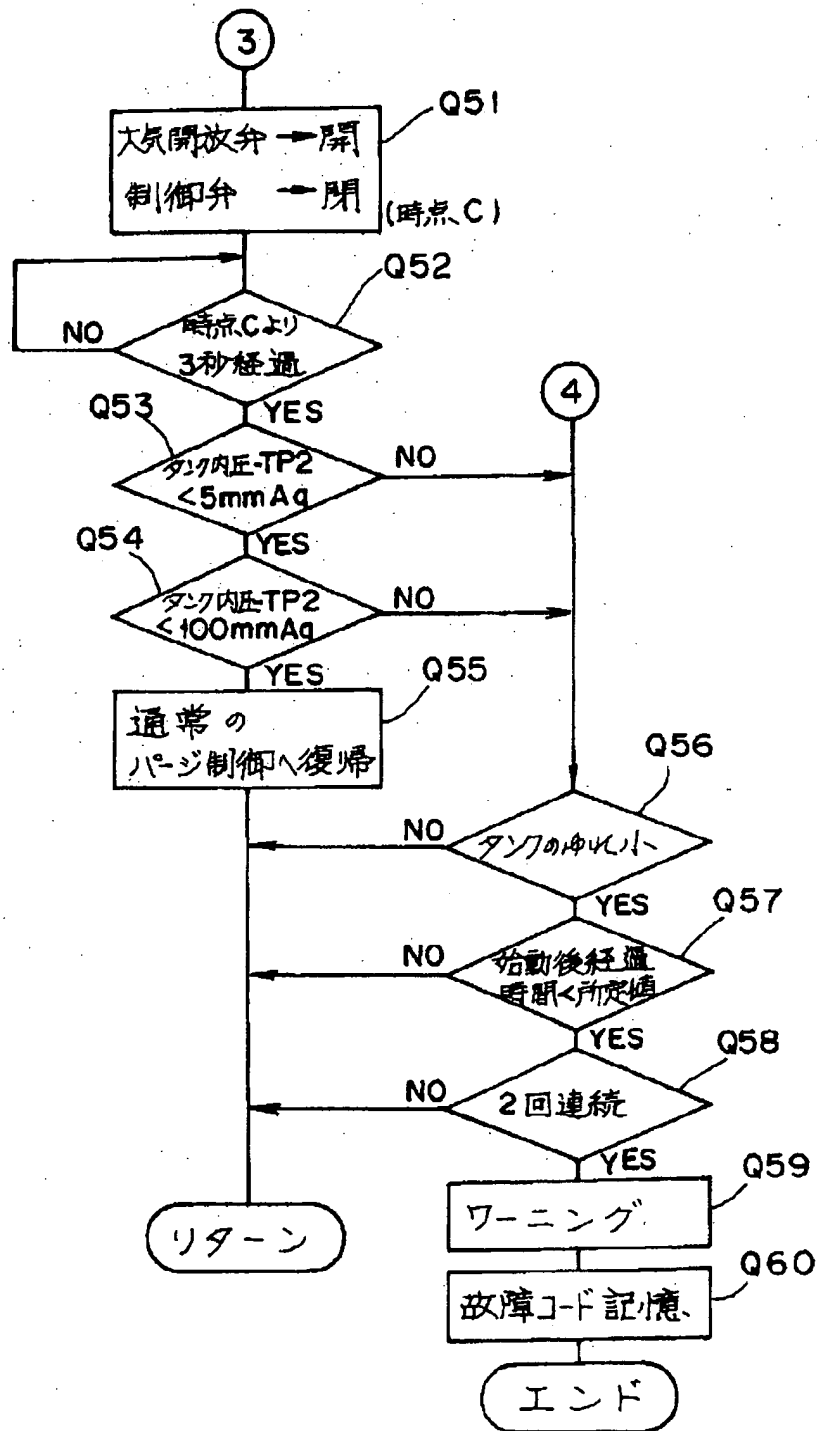 3
Q51
大気開放弁 → 開
制御弁 → 閉
(時点C)
Q52
時点Cより
3秒経過
NO
YES
Q53
タンク内圧-TP2
<5mmAq
NO
YES
4
Q54
タンク内圧-TP2
<100mmAq
NO
YES
Q55
通常の
パージ制御へ復帰
Q56
タンクの小
NO
YES
Q57
始動後経過
時間<所定値
NO
YES
Q58
2回連続
NO
YES
Q59
ワーニング
リターン
Q60
故障コード記憶
エンド